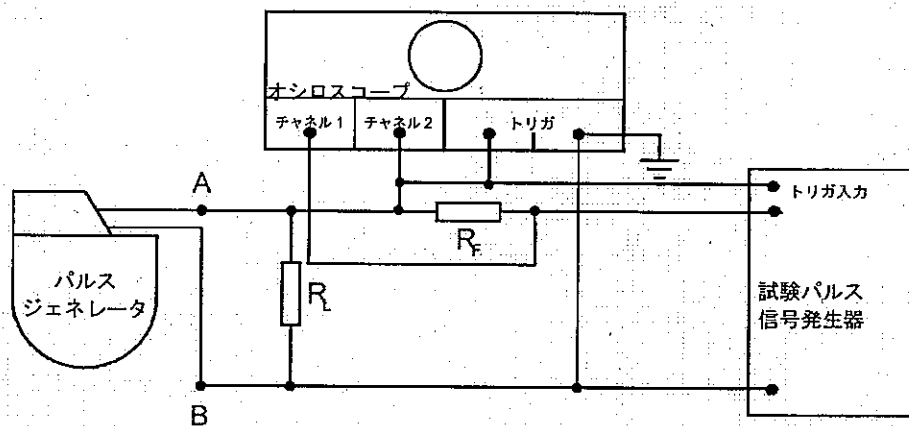 オシロスコープ
チャネル1
チャネル2
トリガ
A
トリガ入力
R_F
パルス
ジェネレータ
R_L
試験パルス
信号発生器
B